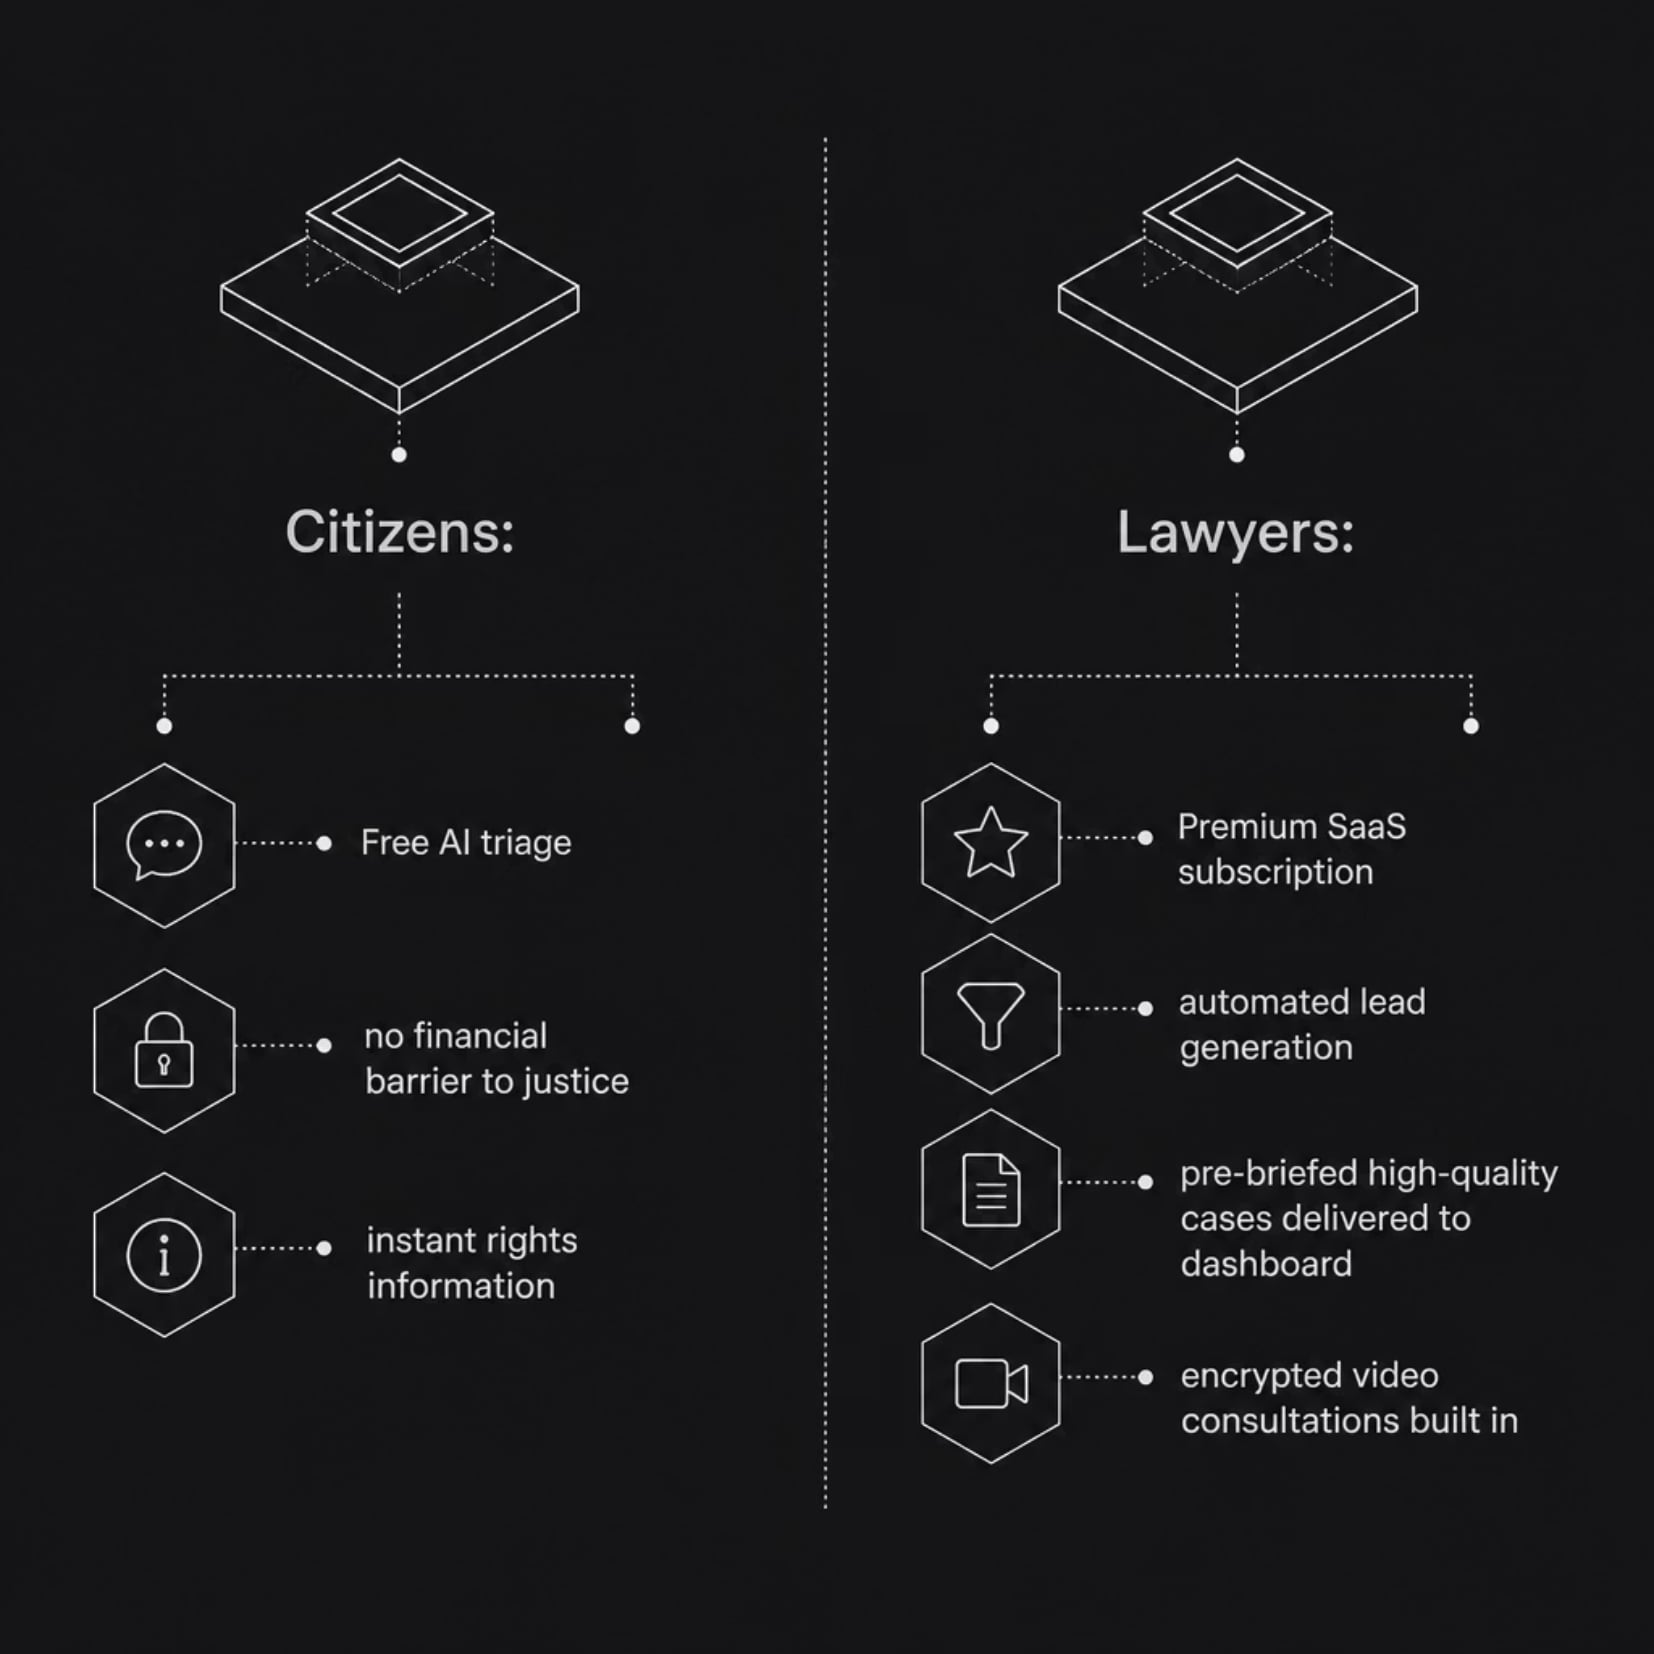 Citizens:
Free AI triage
no financial
barrier to justice
instant rights
information
Lawyers:
Premium SaaS
subscription
automated lead
generation
pre-briefed high-quality
cases delivered to
dashboard
encrypted video
consultations built in